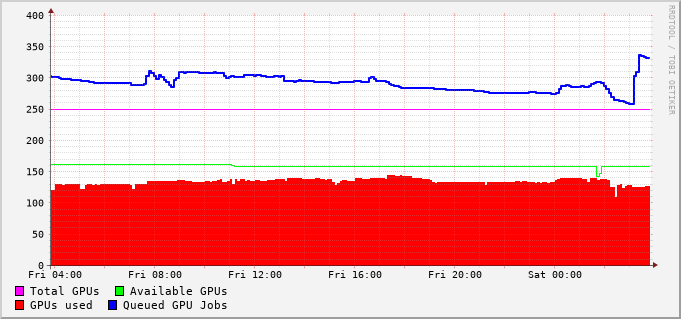 400
350
300
250
200
150
100
50
0
Fri 04:00 Fri 08:00 Fri 12:00 Fri 16:00 Fri 20:00 Sat 00:00
Total GPUs Available GPUs
GPUs used Queued GPU Jobs
RRDTOOL / TOBI OETIKER